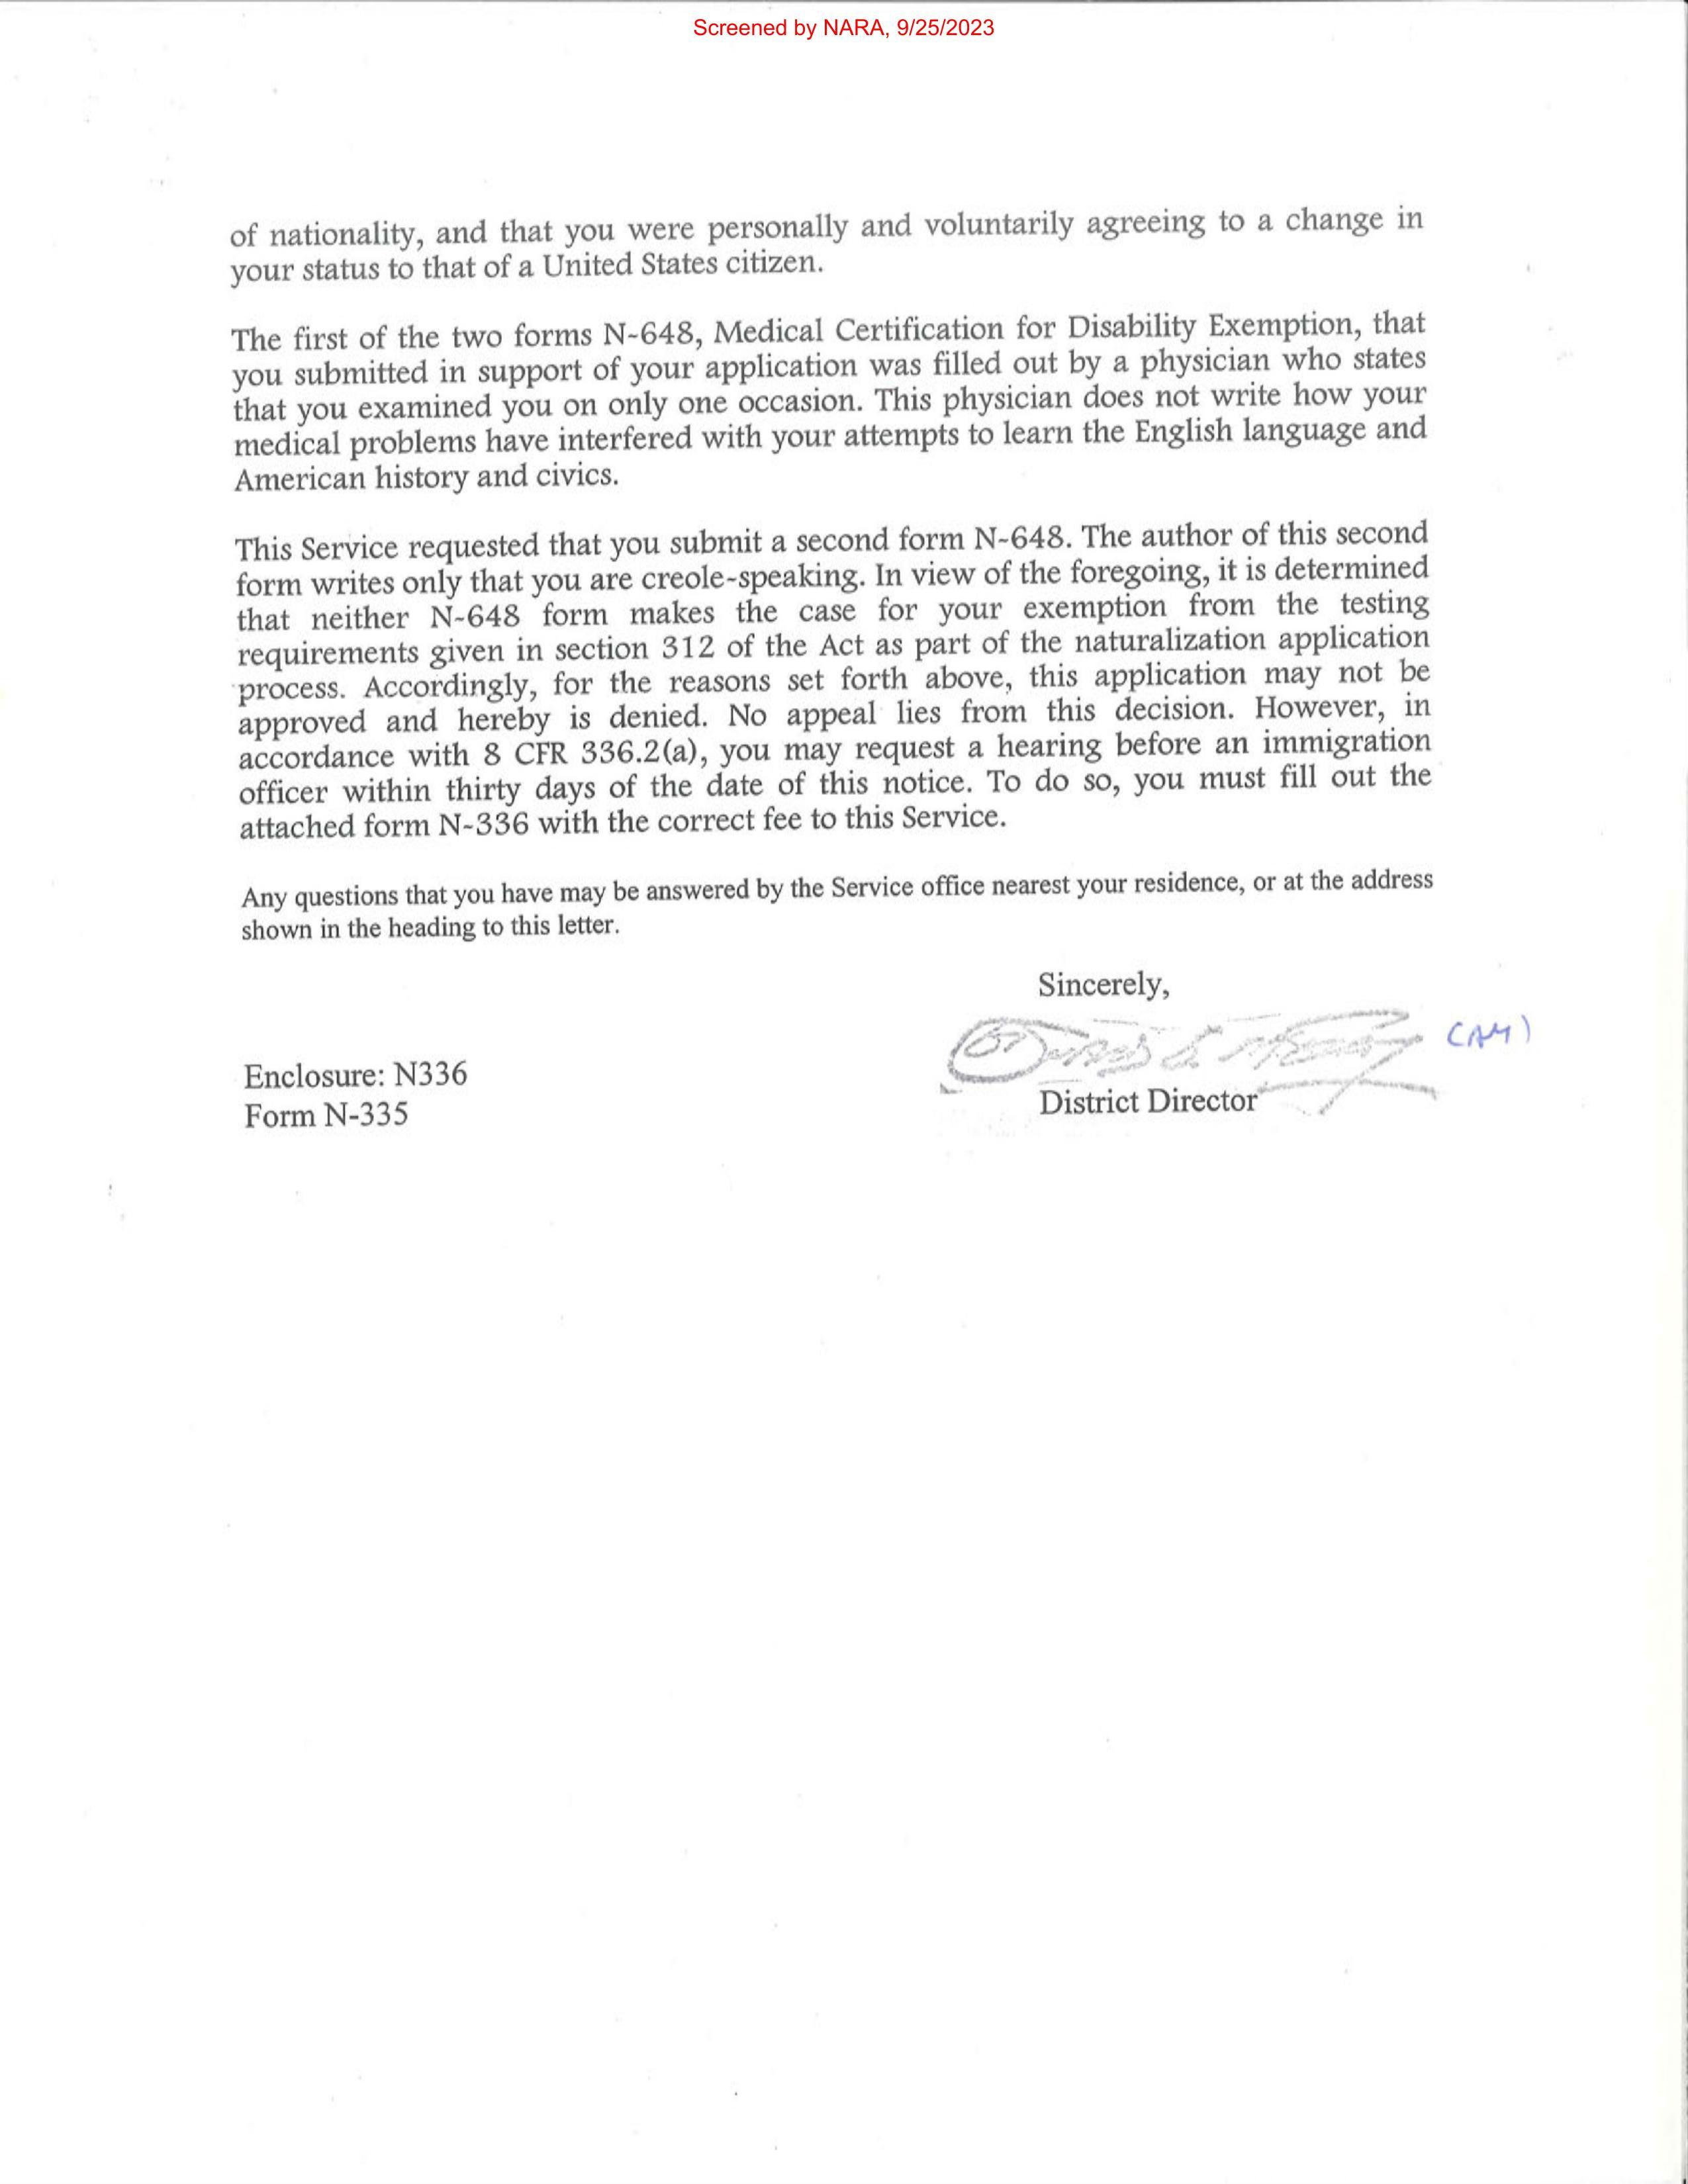 Screened by NARA, 9/25/2023
of nationality, and that you were personally and voluntarily agreeing to a change in
your status to that of a United States citizen.
The first of the two forms N-648, Medical Certification for Disability Exemption, that
you submitted in support of your application was filled out by a physician who states
that you examined you on only one occasion. This physician does not write how your
medical problems have interfered with your attempts to learn the English language and
American history and civics.
This Service requested that you submit a second form N-648. The author of this second
form writes only that you are creole-speaking. In view of the foregoing, it is determined
that neither N-648 form makes the case for your exemption from the testing
requirements given in section 312 of the Act as part of the naturalization application
process. Accordingly, for the reasons set forth above, this application may not be
approved and hereby is denied. No appeal lies from this decision. However, in
accordance with 8 CFR 336.2(a), you may request a hearing before an immigration
officer within thirty days of the date of this notice. To do so, you must fill out the
attached form N-336 with the correct fee to this Service.
Any questions that you have may be answered by the Service office nearest your residence, or at the address
shown in the heading to this letter.
Sincerely,
(AM)
Enclosure: N336
District Director
Form N-335